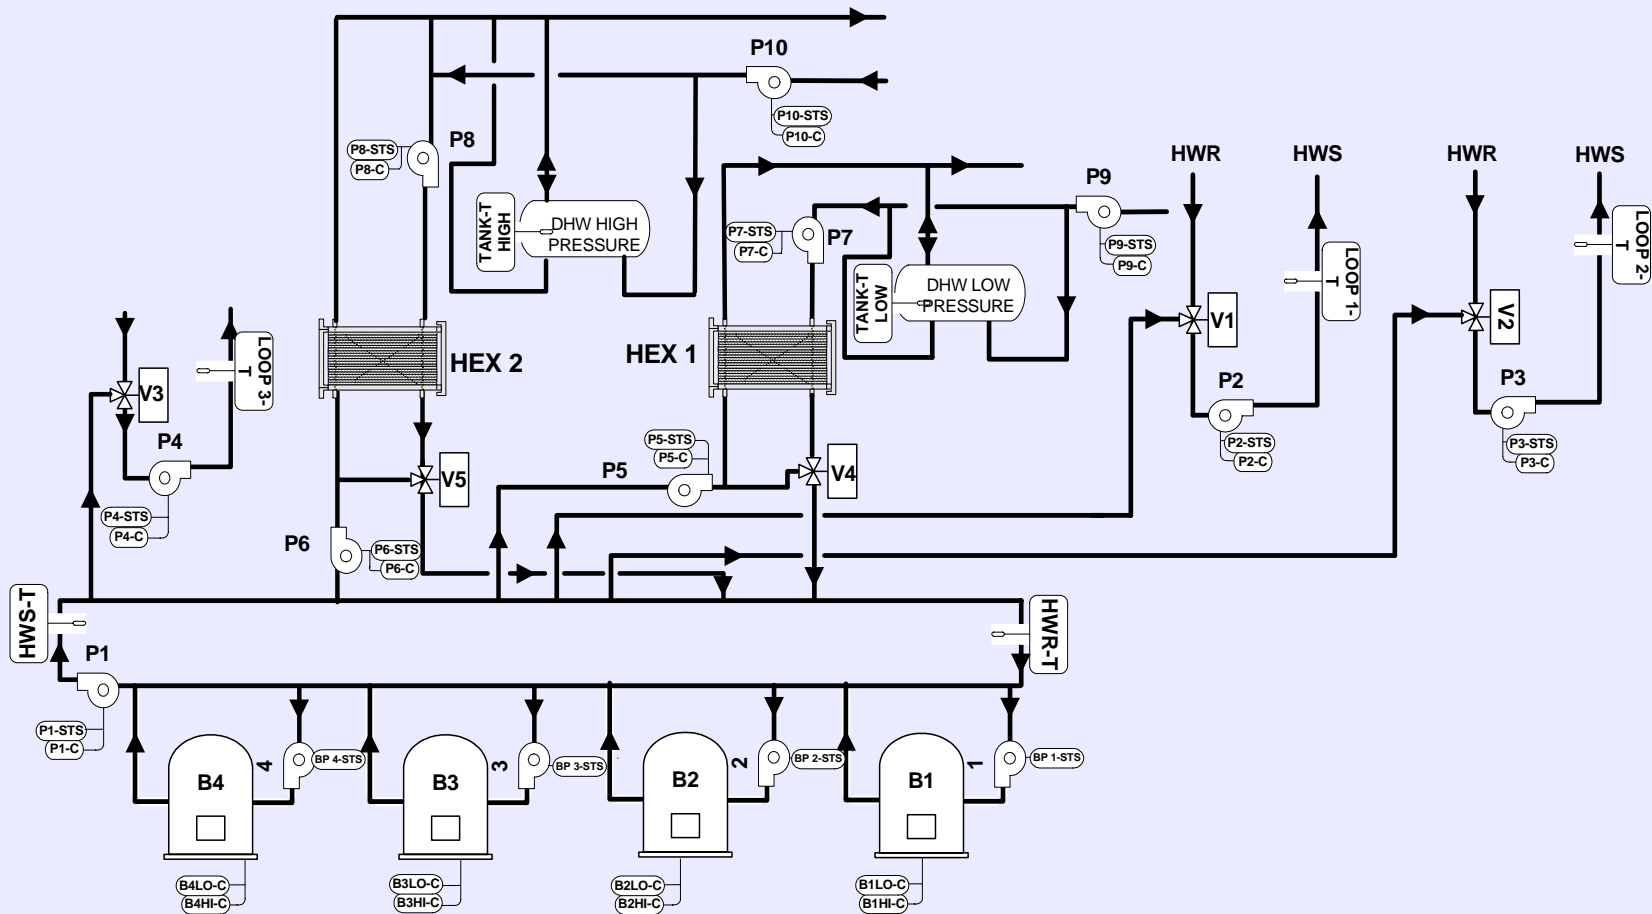 P10
P10-STS
P10-C
P8
P8-STS
P8-C
TANK-T
HIGH
DHW HIGH
PRESSURE
P9
P9-STS
P9-C
P7-STS
P7-C
P7
TANK-T
LOW
DHW LOW
PRESSURE
HWR
HWS
HWR
HWS
LOOP 1-
T
LOOP 2-
T
V1
V2
P2
P2-STS
P2-C
P3
P3-STS
P3-C
LOOP 3-
T
V3
P4
P4-STS
P4-C
HEX 2
HEX 1
V5
P5-STS
P5-C
P5
V4
P6
P6-STS
P6-C
HWS-T
HWR-T
P1
P1-STS
P1-C
B4
4
BP 4-STS
B3
3
BP 3-STS
B2
2
BP 2-STS
B1
1
BP 1-STS
B4LO-C
B4HI-C
B3LO-C
B3HI-C
B2LO-C
B2HI-C
B1LO-C
B1HI-C